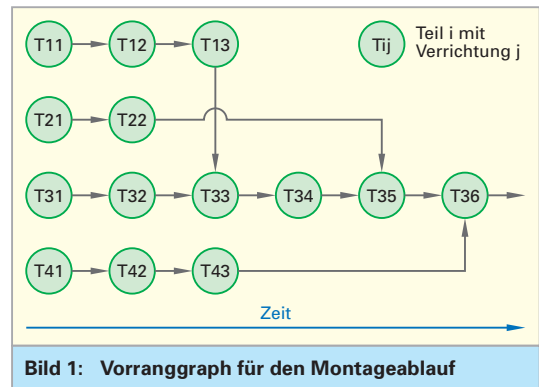 T11 T12 T13 Tij Teil i mit
Verrichtung j
T21 T22
T31 T32 T33 T34 T35 T36
T41 T42 T43
Zeit
Bild 1: Vorranggraph für den Montageablauf